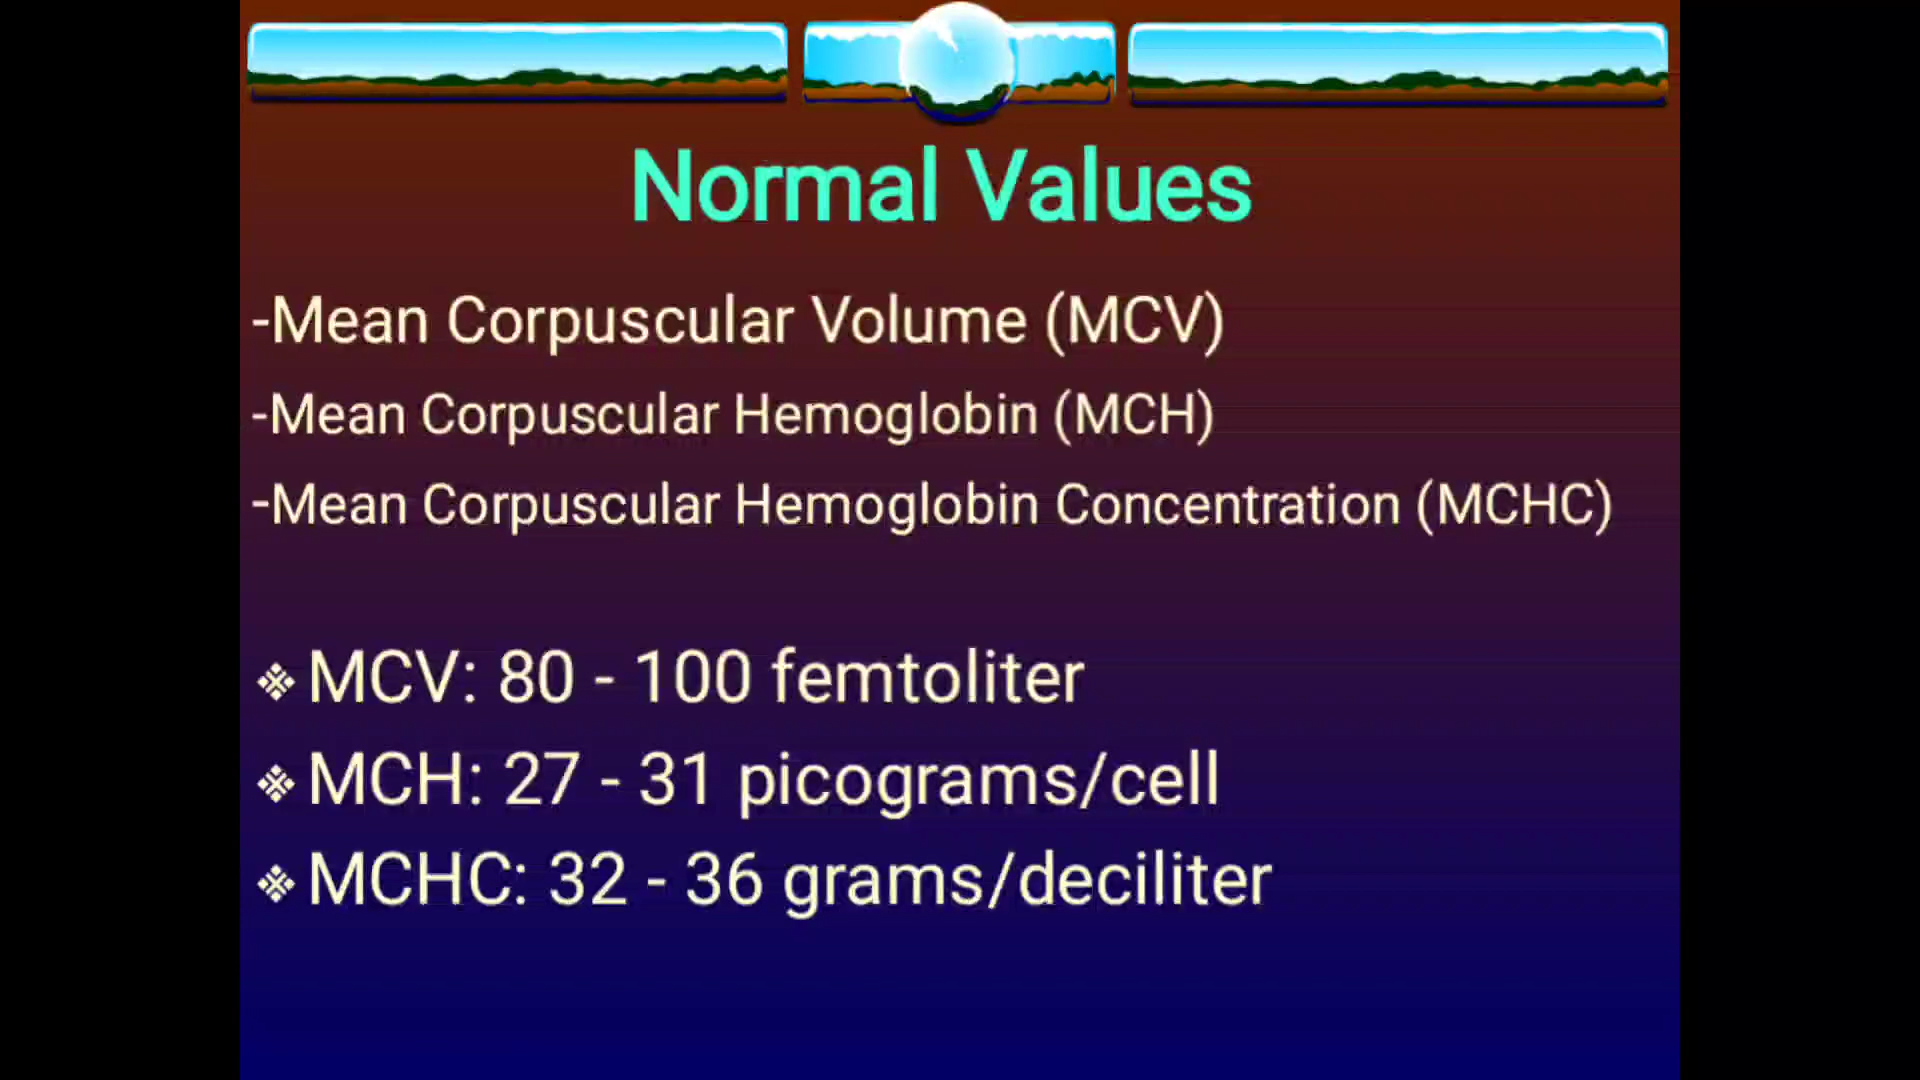 Normal Values
-Mean Corpuscular Volume (MCV)
-Mean Corpuscular Hemoglobin (MCH)
-Mean Corpuscular Hemoglobin Concentration (MCHC)
❖ MCV: 80 - 100 femtoliter
❖ MCH: 27 - 31 picograms/cell
❖ MCHC: 32 - 36 grams/deciliter